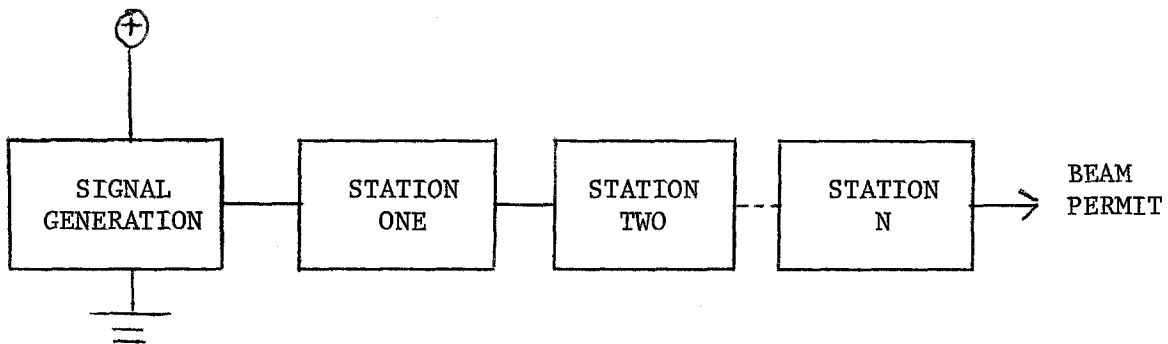 +
SIGNAL
GENERATION
STATION
ONE
STATION
TWO
STATION
N
BEAM
PERMIT